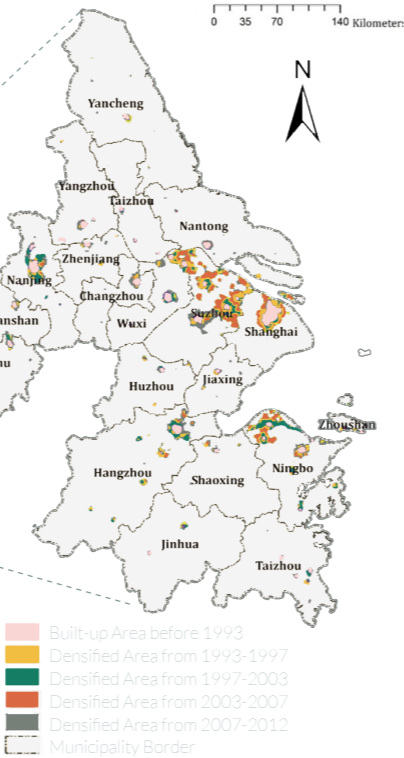 0 35 70 140 Kilometers
N
Yancheng
Yangzhou
Taizhou
Nantong
Zhenjiang
Nanjing
Changzhou
Suzhou
anshan
Wuxi
Shanghai
hu
Huzhou
Jiaxing
Zhoushan
Hangzhou
Ningbo
Shaoxing
Jinhua
Taizhou
Built-up Area before 1993
Densified Area from 1993-1997
Densified Area from 1997-2003
Densified Area from 2003-2007
Densified Area from 2007-2012
Municipality Border